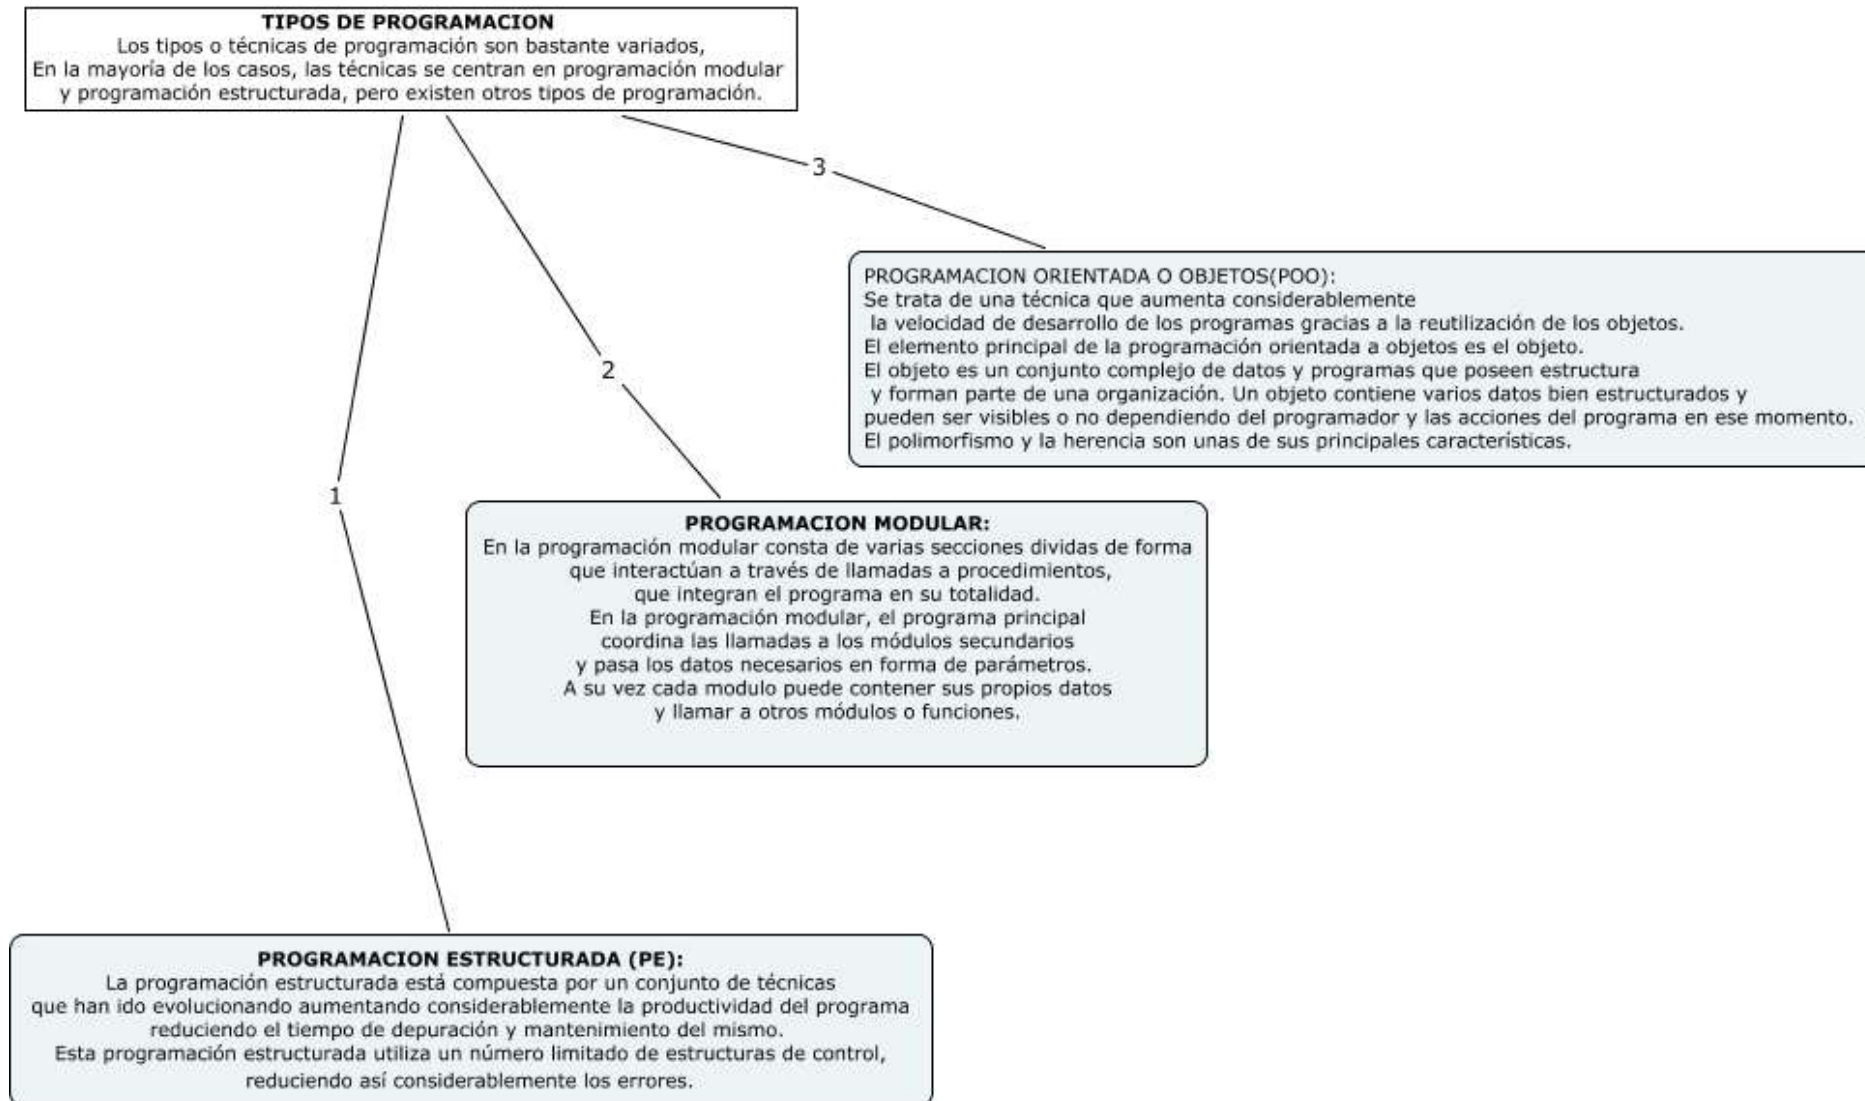 TIPOS DE PROGRAMACION
Los tipos o técnicas de programación son bastante variados,
En la mayoría de los casos, las técnicas se centran en programación modular
y programación estructurada, pero existen otros tipos de programación.
3
PROGRAMACION ORIENTADA O OBJETOS(POO):
Se trata de una técnica que aumenta considerablemente
la velocidad de desarrollo de los programas gracias a la reutilización de los objetos.
El elemento principal de la programación orientada a objetos es el objeto.
El objeto es un conjunto complejo de datos y programas que poseen estructura
y forman parte de una organización. Un objeto contiene varios datos bien estructurados y
pueden ser visibles o no dependiendo del programador y las acciones del programa en ese momento.
El polimorfismo y la herencia son unas de sus principales características.
2
1
PROGRAMACION MODULAR:
En la programación modular consta de varias secciones dividas de forma
que interactúan a través de llamadas a procedimientos,
que integran el programa en su totalidad.
En la programación modular, el programa principal
coordina las llamadas a los módulos secundarios
y pasa los datos necesarios en forma de parámetros.
A su vez cada modulo puede contener sus propios datos
y llamar a otros módulos o funciones.
PROGRAMACION ESTRUCTURADA (PE):
La programación estructurada está compuesta por un conjunto de técnicas
que han ido evolucionando aumentando considerablemente la productividad del programa
reduciendo el tiempo de depuración y mantenimiento del mismo.
Esta programación estructurada utiliza un número limitado de estructuras de control,
reduciendo así considerablemente los errores.